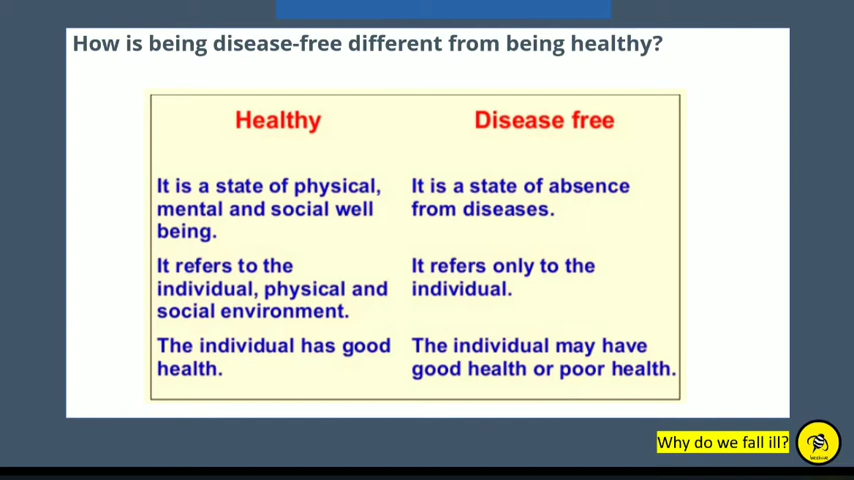 How is being disease-free different from being healthy?
Healthy
Disease free
It is a state of physical,
mental and social well
being.
It is a state of absence
from diseases.
It refers to the
individual, physical and
social environment.
It refers only to the
individual.
The individual has good
health.
The individual may have
good health or poor health.
Why do we fall ill?